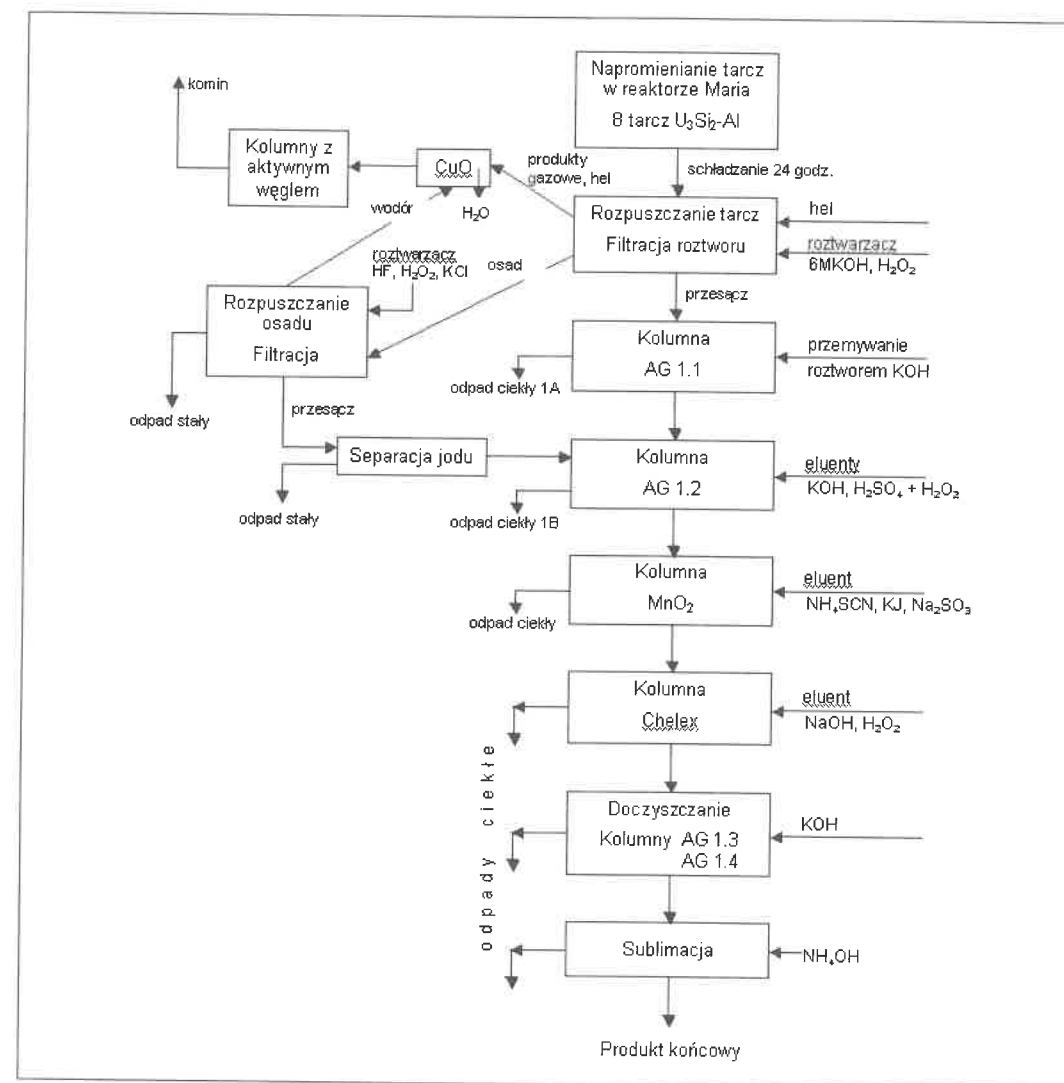 Napromienianie tarcz
w reaktorze Maria
8 tarcz U₃Si₂-Al
komin
Kolumny z
aktywnym
węglem
CuO
produkty
gazowe, hel
schładzanie 24 godz.
H₂O
wodór
Rozpuszczanie tarcz
Filtracja roztworu
hel
roztwarzacz
6MKOH, H₂O₂
roztwarzacz
HF, H₂O₂, KCl
osad
przesącz
Rozpuszczanie
osadu
Filtracja
Kolumna
AG 1.1
przemywanie
roztworem KOH
odpad ciekły 1A
odpad stały
przesącz
Separacja jodu
Kolumna
AG 1.2
eluenty
KOH, H₂SO₄ + H₂O₂
odpad stały
odpad ciekły 1B
Kolumna
MnO₂
eluent
NH₄SCN, KJ, Na₂SO₃
odpad ciekły
Kolumna
Chelex
eluent
NaOH, H₂O₂
odpady ciekłe
Doczyszczanie
Kolumny AG 1.3
AG 1.4
KOH
Sublimacja
NH₄OH
Produkt końcowy